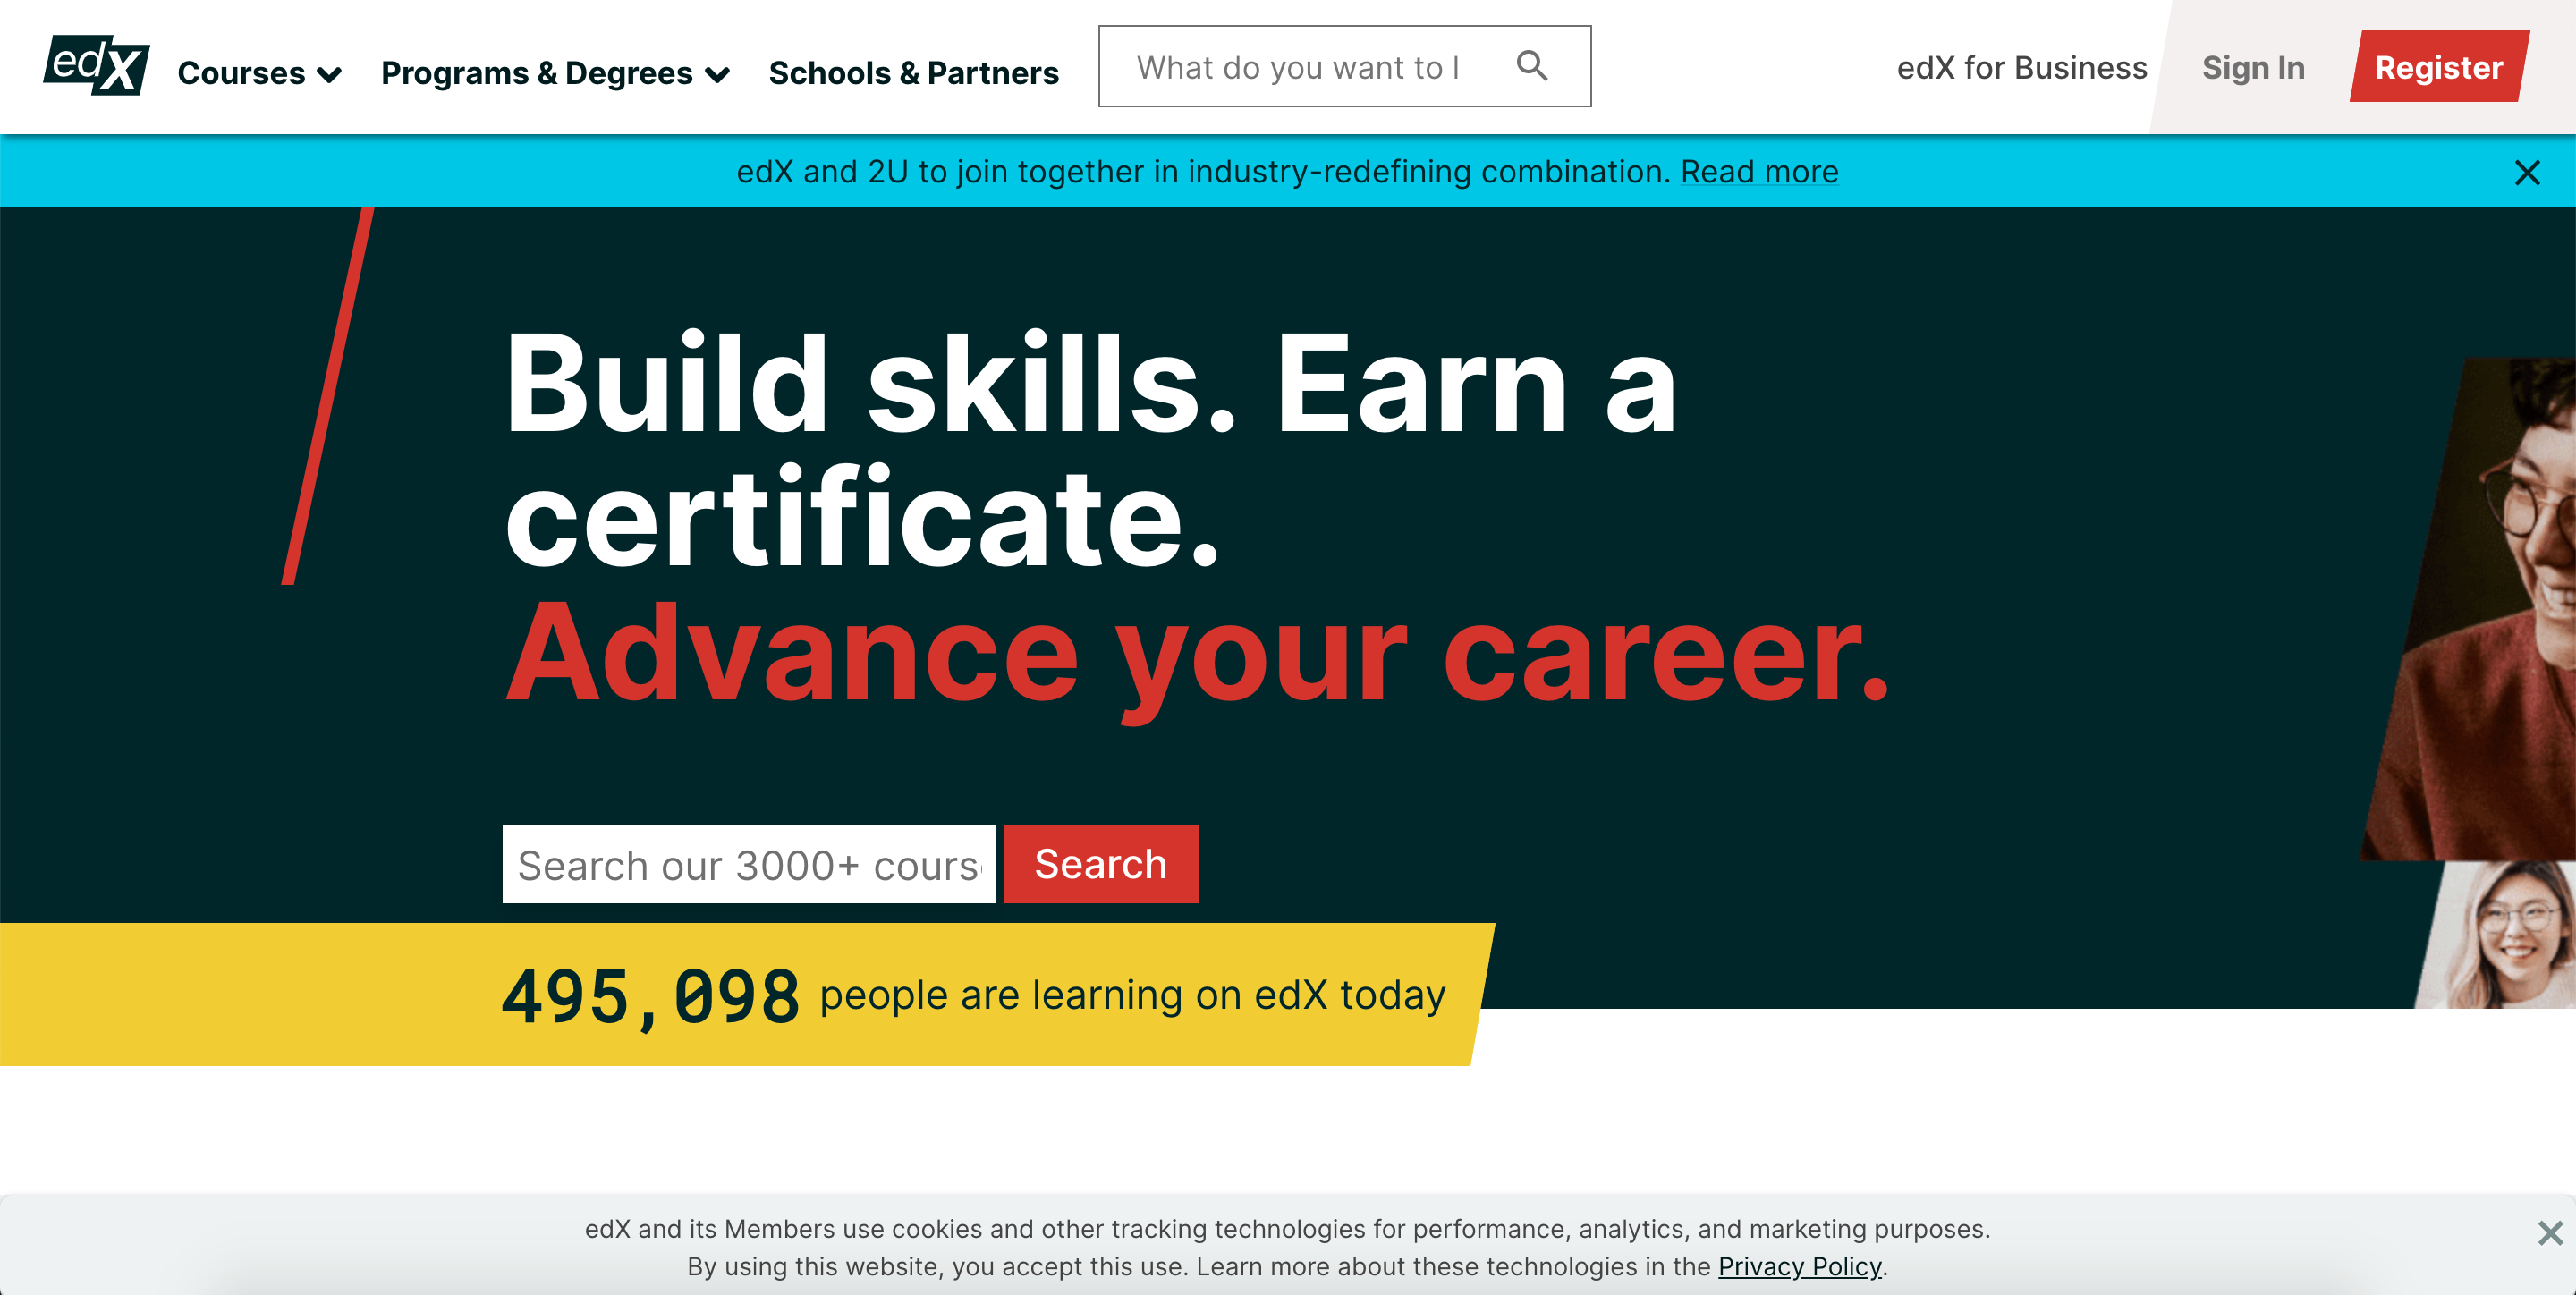 edX
Courses
Programs & Degrees
Schools & Partners
What do you want to l
edX for Business
Sign In
Register
edX and 2U to join together in industry-redefining combination. Read more
Build skills. Earn a
certificate.
Advance your career.
Search our 3000+ cours
Search
495,098 people are learning on edX today
edX and its Members use cookies and other tracking technologies for performance, analytics, and marketing purposes.
By using this website, you accept this use. Learn more about these technologies in the Privacy Policy.